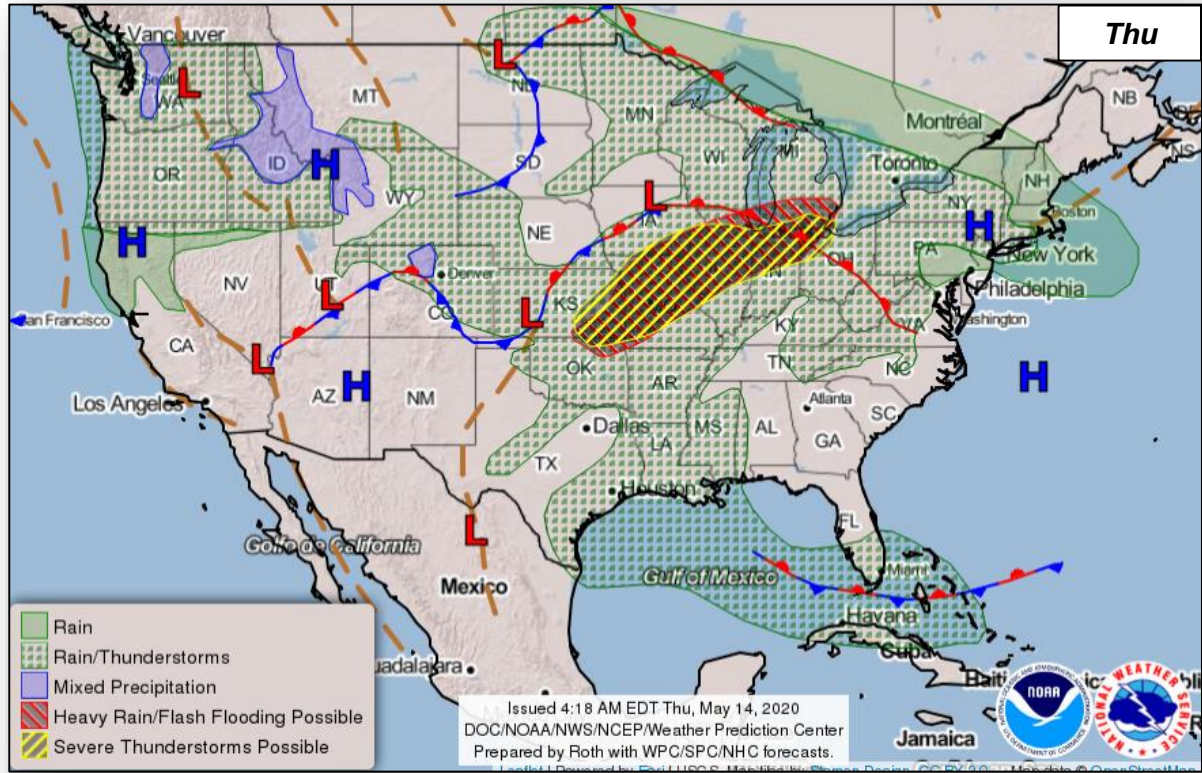 Thu
Vancouver
Seattle
WA
MT
ND
MN
Montréal
NB
NS
OR
ID
SD
WI
MI
Toronto
NH
WY
NE
IA
NY
Boston
PA
New York
NV
UT
Denver
CO
KS
IN
OH
Philadelphia
San Francisco
CA
KY
VA
Washington
Los Angeles
AZ
NM
OK
AR
TN
NC
Atlanta
SC
Dallas
TX
LA
MS
AL
GA
Houston
FL
Golfo de California
Mexico
Gulf of Mexico
Miami
Havana
Cuba
uadalajara
Jamaica
L
L
L
L
L
L
L
H
H
H
H
H
Rain
Rain/Thunderstorms
Mixed Precipitation
Heavy Rain/Flash Flooding Possible
Severe Thunderstorms Possible
Issued 4:18 AM EDT Thu, May 14, 2020
DOC/NOAA/NWS/NCEP/Weather Prediction Center
Prepared by Roth with WPC/SPC/NHC forecasts.
NOAA
NATIONAL WEATHER SERVICE